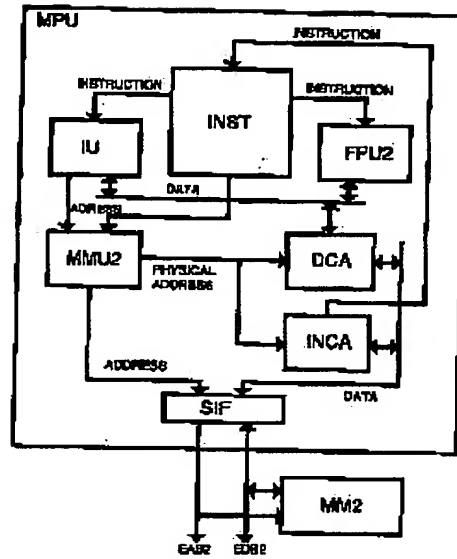 MPU
INSTRUCTION
INSTRUCTION
INSTRUCTION
INST
IU
FPU2
DATA
ADRESS
MMU2
PHYSICAL
ADDRESS
DCA
INCA
ADDRESS
DATA
SIF
MM2
EAB2
EDB2